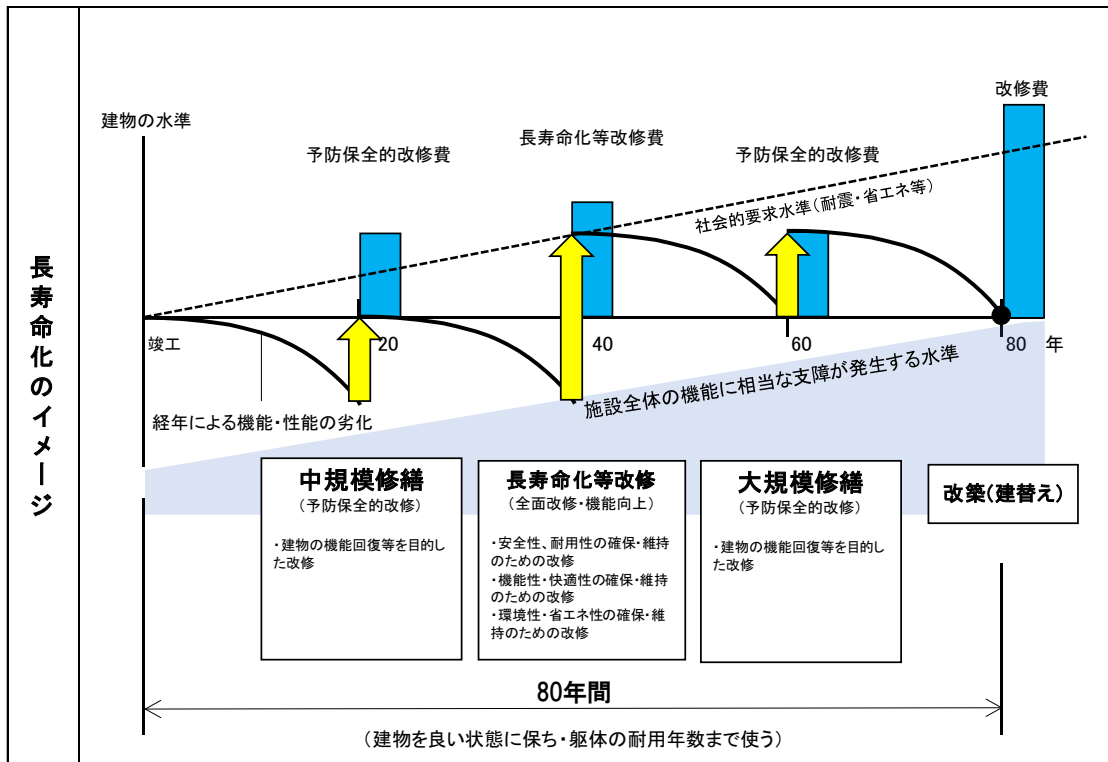 長寿命化のイメージ
改修費
建物の水準
長寿命化等改修費
予防保全的改修費
予防保全的改修費
社会的要求水準(耐震・省エネ等)
竣工
20
40
60
80
年
施設全体の機能に相当な支障が発生する水準
経年による機能・性能の劣化
中規模修繕
(予防保全的改修)
・建物の機能回復等を目的し
た改修
長寿命化等改修
(全面改修・機能向上)
・安全性、耐用性の確保・維持
のための改修
・機能性・快適性の確保・維持
のための改修
・環境性・省エネ性の確保・維
持のための改修
大規模修繕
(予防保全的改修)
・建物の機能回復等を目的し
た改修
改築(建替え)
80年間
(建物を良い状態に保ち・躯体の耐用年数まで使う)